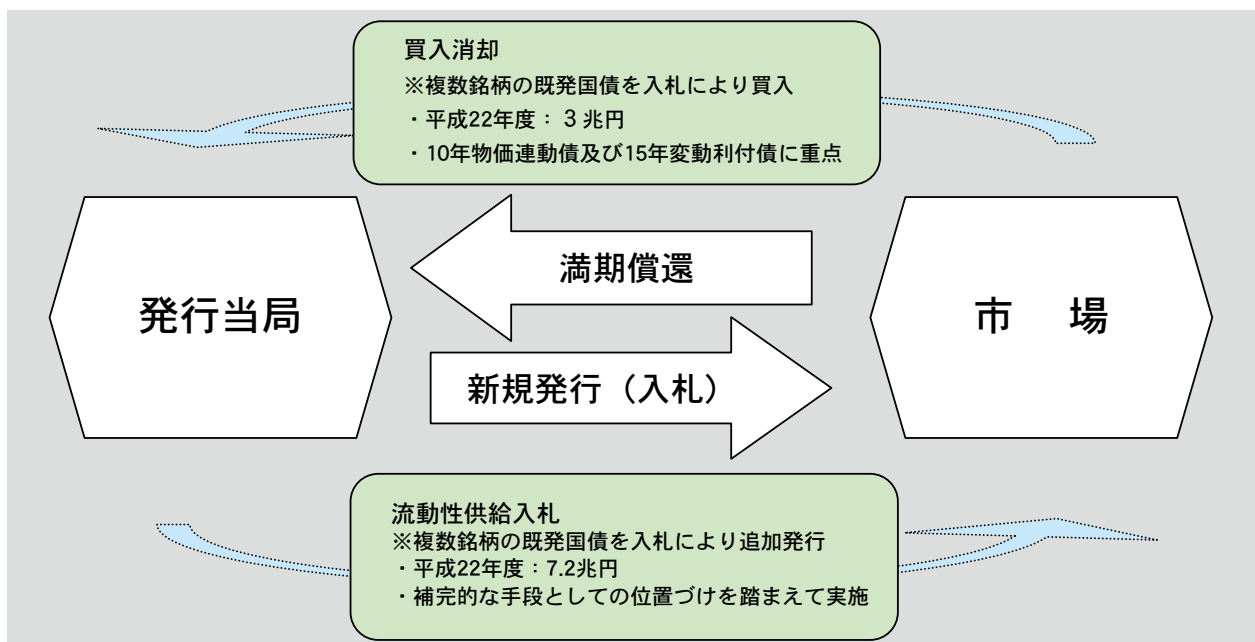 買入消却
※複数銘柄の既発国債を入札により買入
・平成22年度：３兆円
・10年物価連動債及び15年変動利付債に重点
満期償還
発行当局
市　場
新規発行（入札）
流動性供給入札
※複数銘柄の既発国債を入札により追加発行
・平成22年度：7.2兆円
・補完的な手段としての位置づけを踏まえて実施